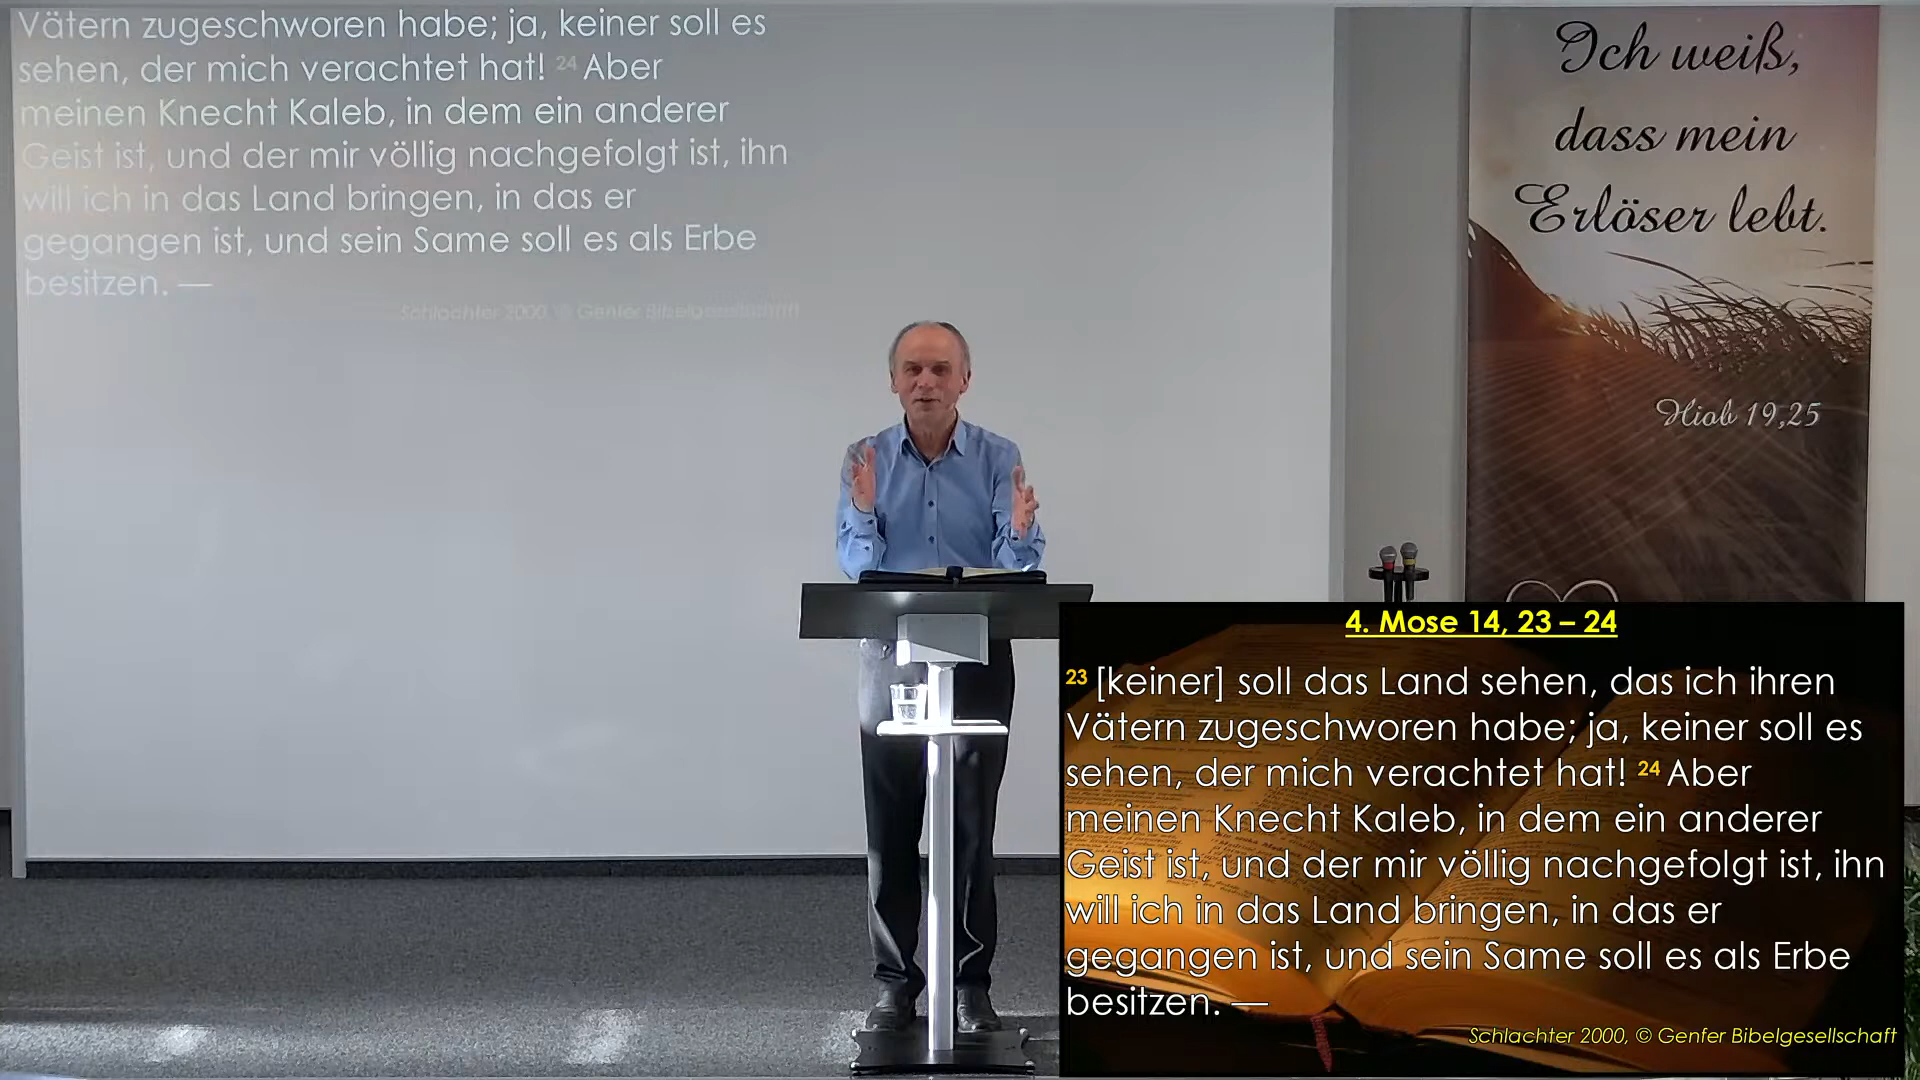 Vätern zugeschworen habe; ja, keiner soll es
sehen, der mich verachtet hat! 24 Aber
meinen Knecht Kaleb, in dem ein anderer
Geist ist, und der mir völlig nachgefolgt ist, ihn
will ich in das Land bringen, in das er
gegangen ist, und sein Same soll es als Erbe
besitzen. —
Schlachter 2000, © Genfer Bibelgesellschaft
Ich weiß,
dass mein
Erlöser lebt.
Hiob 19,25
4. Mose 14, 23 – 24
23 [keiner] soll das Land sehen, das ich ihren
Vätern zugeschworen habe; ja, keiner soll es
sehen, der mich verachtet hat! 24 Aber
meinen Knecht Kaleb, in dem ein anderer
Geist ist, und der mir völlig nachgefolgt ist, ihn
will ich in das Land bringen, in das er
gegangen ist, und sein Same soll es als Erbe
besitzen. —
Schlachter 2000, © Genfer Bibelgesellschaft